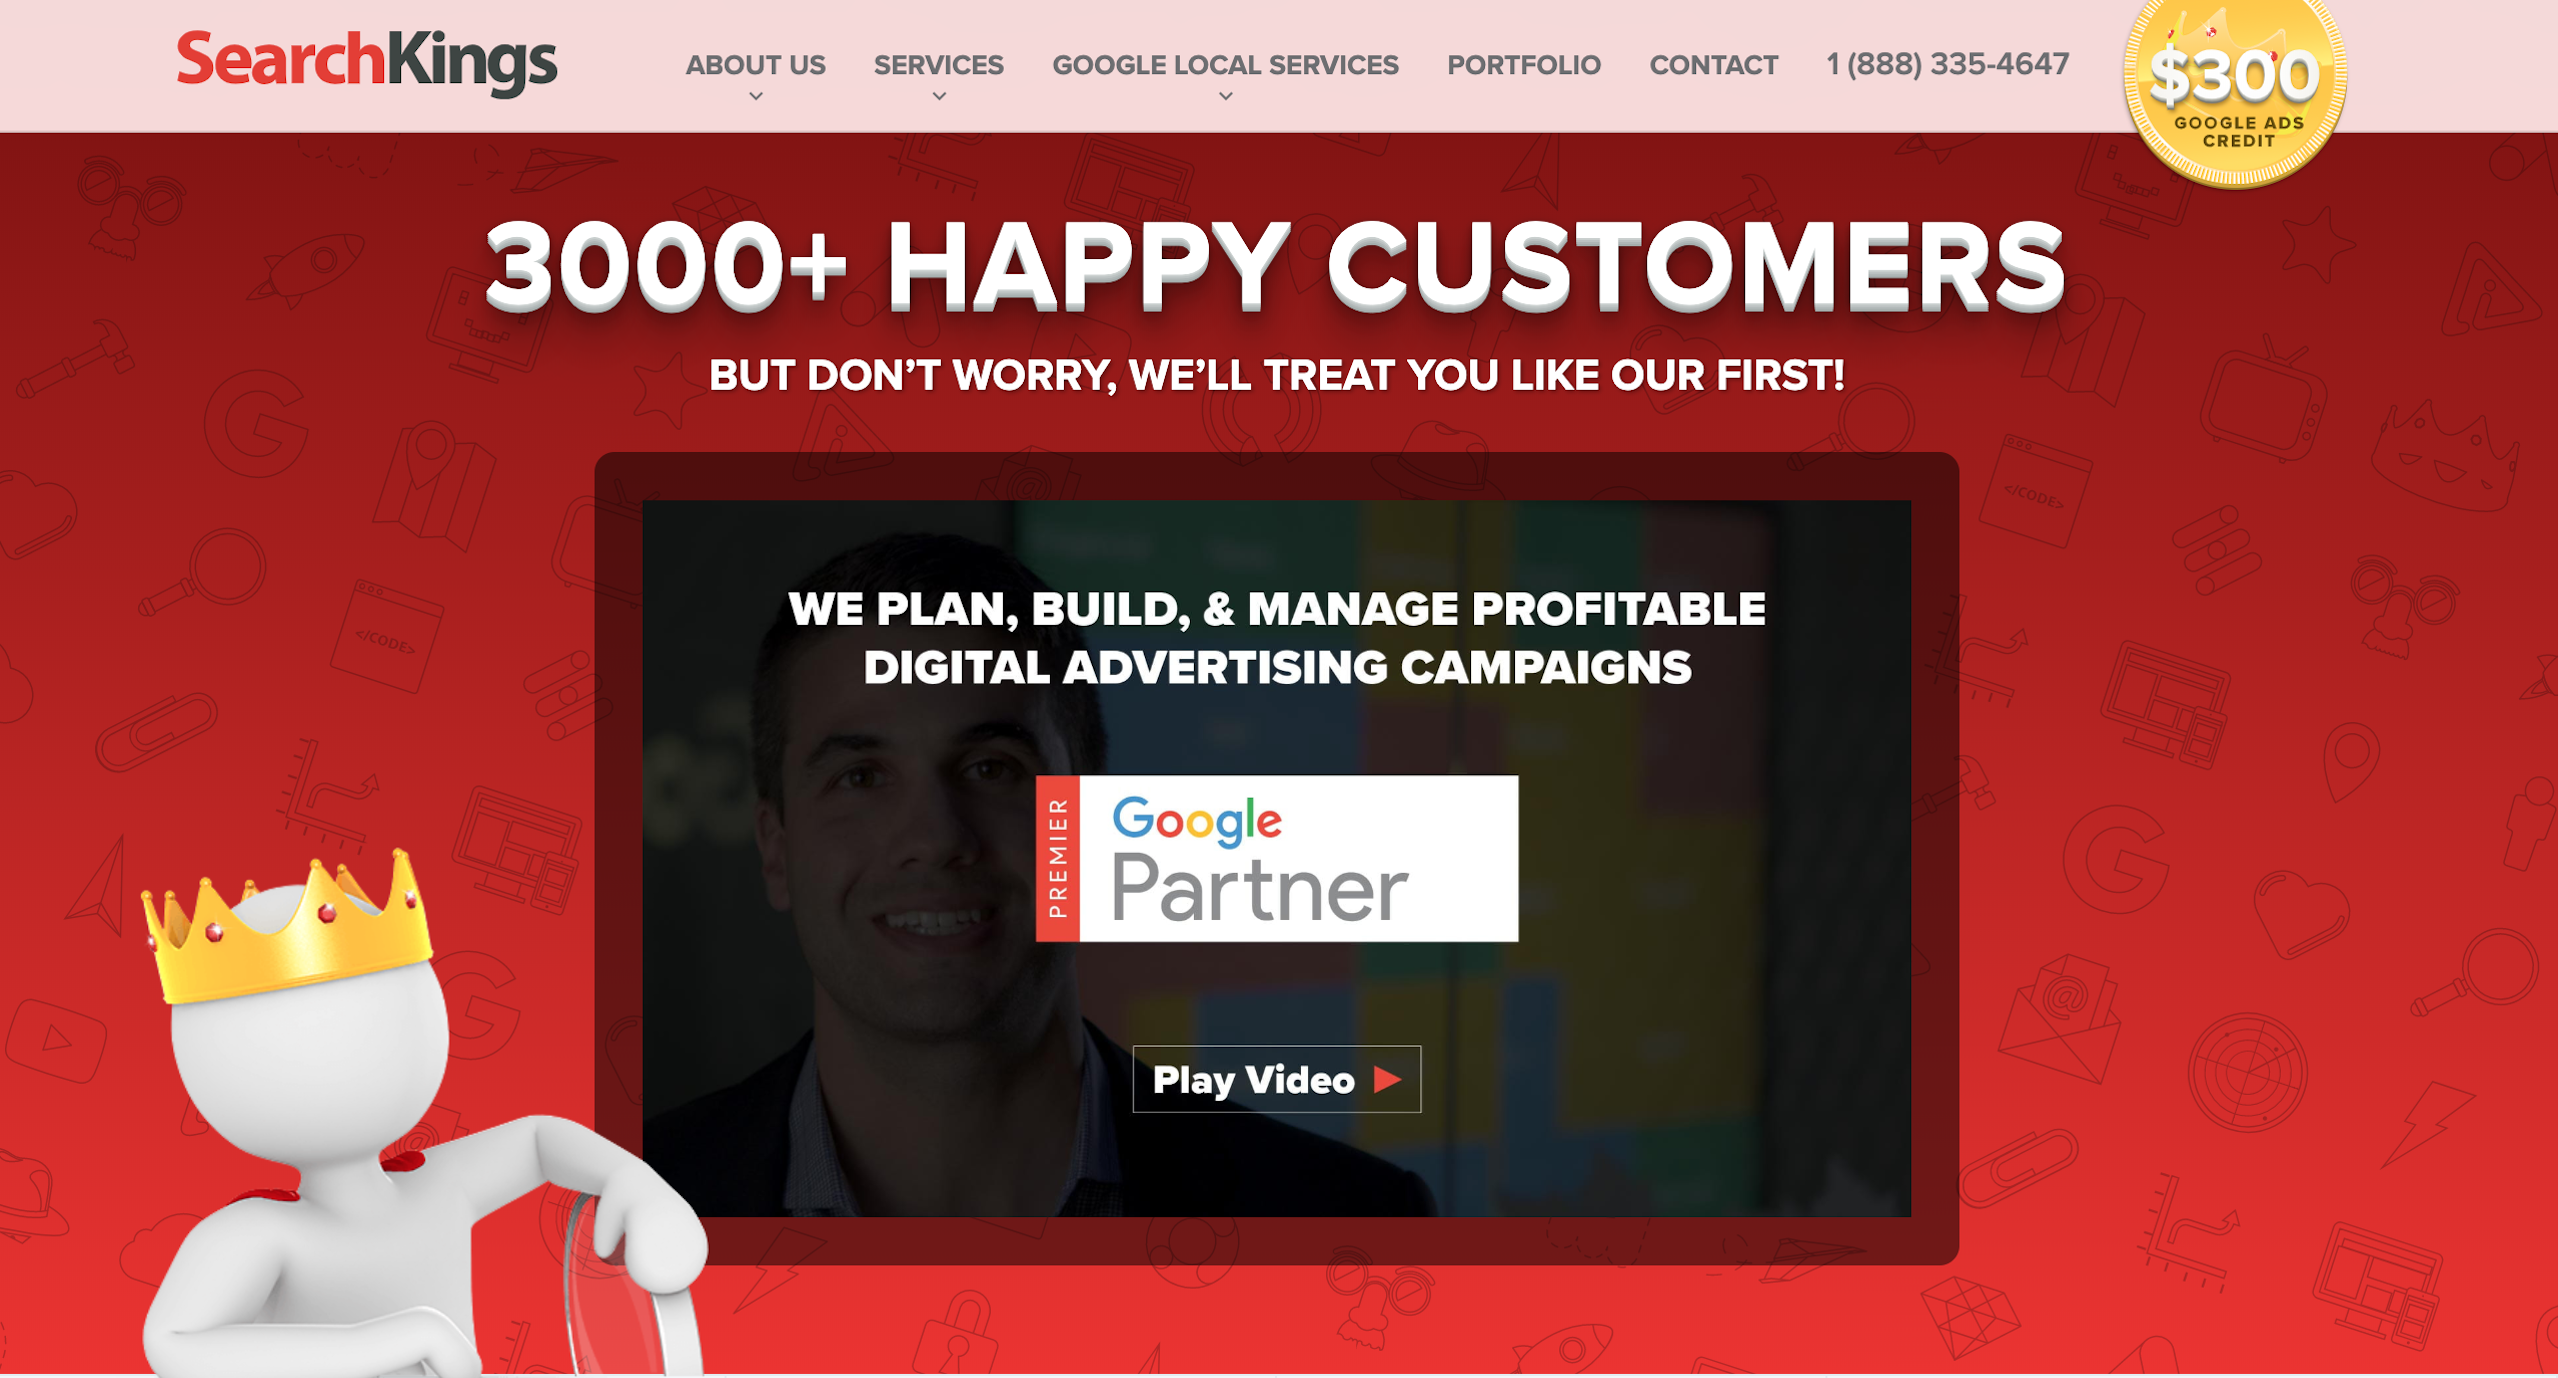 SearchKings
ABOUT US
SERVICES
GOOGLE LOCAL SERVICES
PORTFOLIO
CONTACT
1 (888) 335-4647
$300
GOOGLE ADS
CREDIT
3000+ HAPPY CUSTOMERS
BUT DON’T WORRY, WE’LL TREAT YOU LIKE OUR FIRST!
WE PLAN, BUILD, & MANAGE PROFITABLE
DIGITAL ADVERTISING CAMPAIGNS
PREMIER
Google
Partner
Play Video
</CODE>
</CODE>